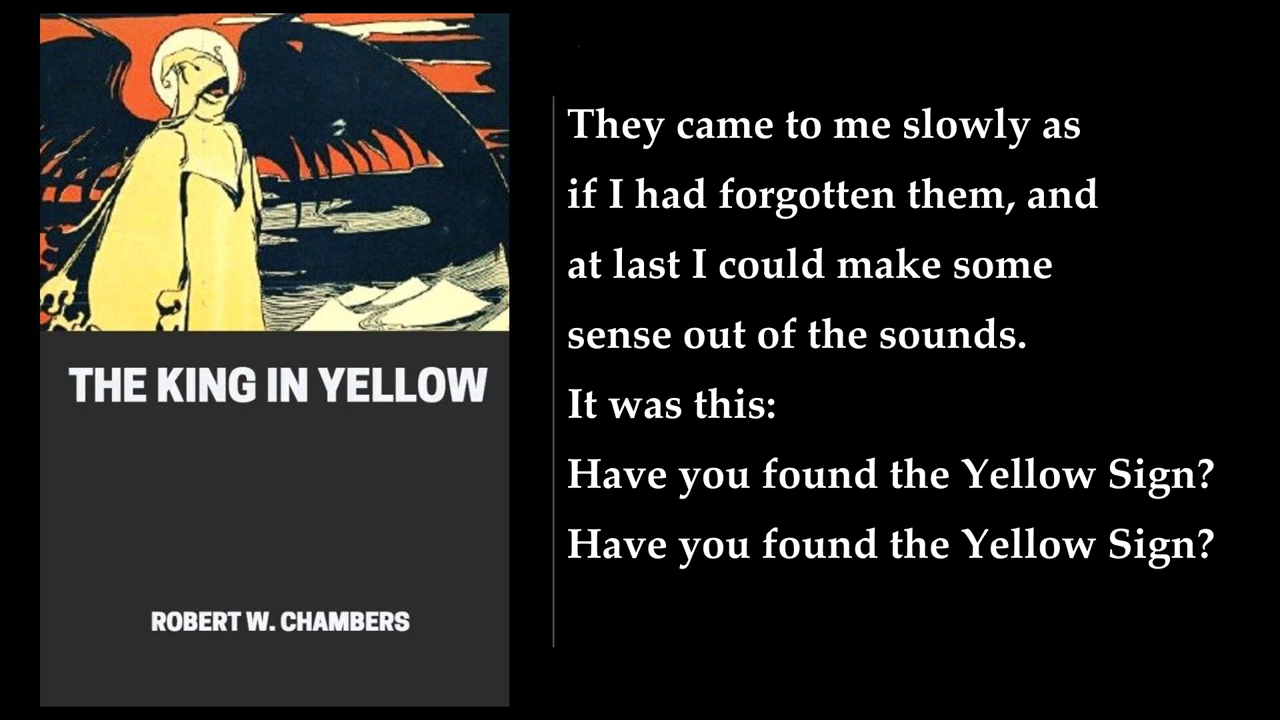 THE KING IN YELLOW
ROBERT W. CHAMBERS
They came to me slowly as
if I had forgotten them, and
at last I could make some
sense out of the sounds.
It was this:
Have you found the Yellow Sign?
Have you found the Yellow Sign?